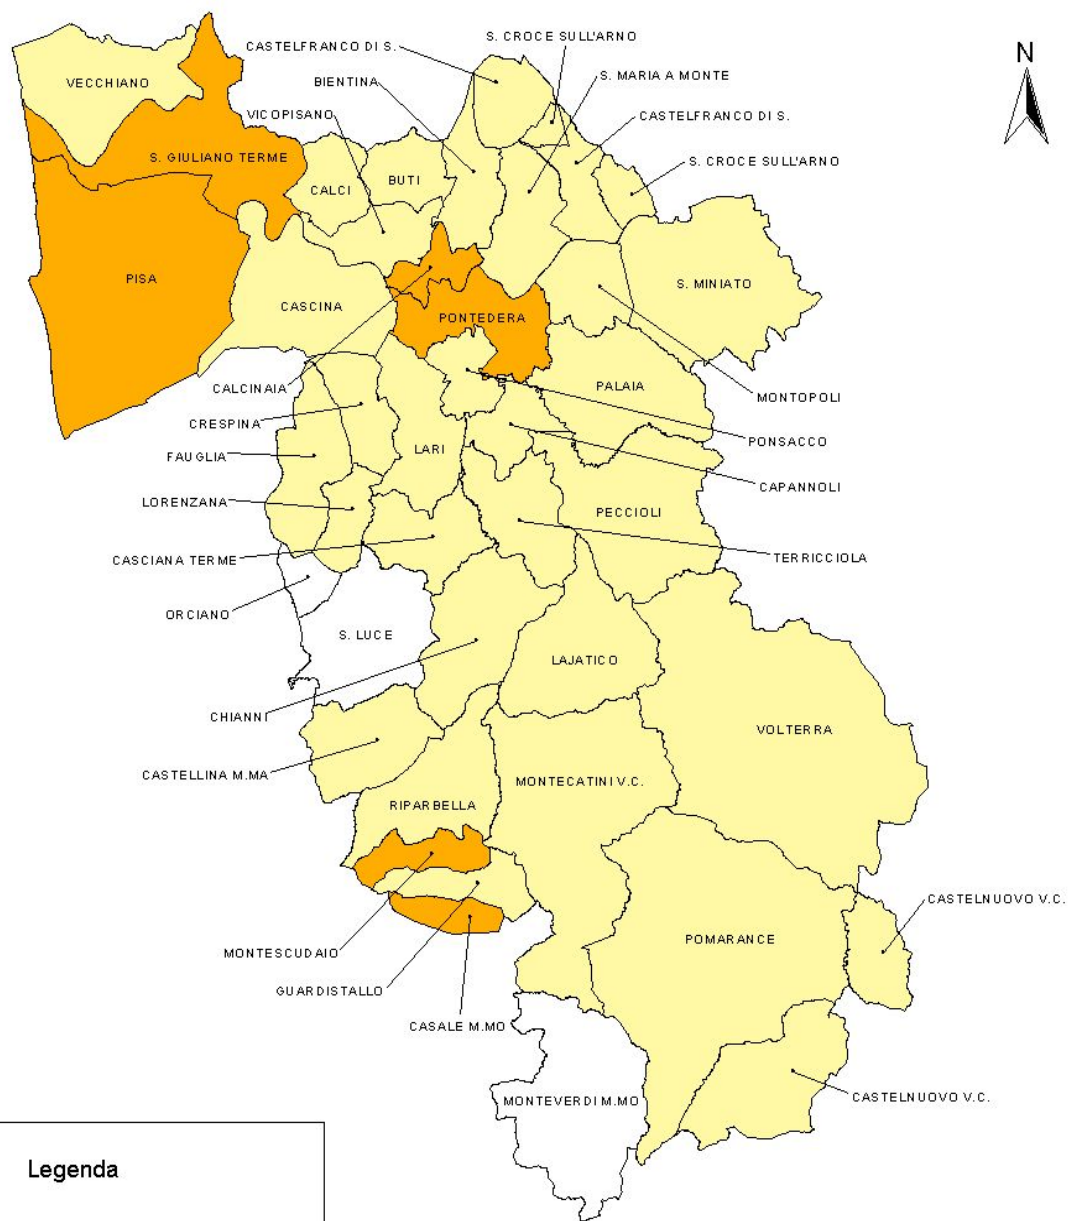 S. CROCE SULL'ARNO
N
CASTELFRANCO DI S.
S. MARIA A MONTE
BIENTINA
VECCHIANO
VICOPISANO
CASTELFRANCO DI S.
S. GIULIANO TERME
S. CROCE SULL'ARNO
BUTI
CALCI
PISA
S. MINIATO
CASCINA
PONTEDERA
CALCINAIA
PALAIA
MONTOPOLI
CRESPINA
PONSACCO
LARI
FAUGLIA
CAPANNOLI
LORENZANA
PECCIOLI
CASCIANA TERME
TERRICCIOLA
ORCIANO
S. LUCE
LAJATICO
CHIANNI
VOLTERRA
CASTELLINA M.MA
MONTECATINI V.C.
RIPARBELLA
CASTELNUOVO V.C.
POMARANCE
MONTESCUDAIO
GUARDISTALLO
CASALE M.MO
CASTELNUOVO V.C.
MONTEVERDI M.MO
Legenda